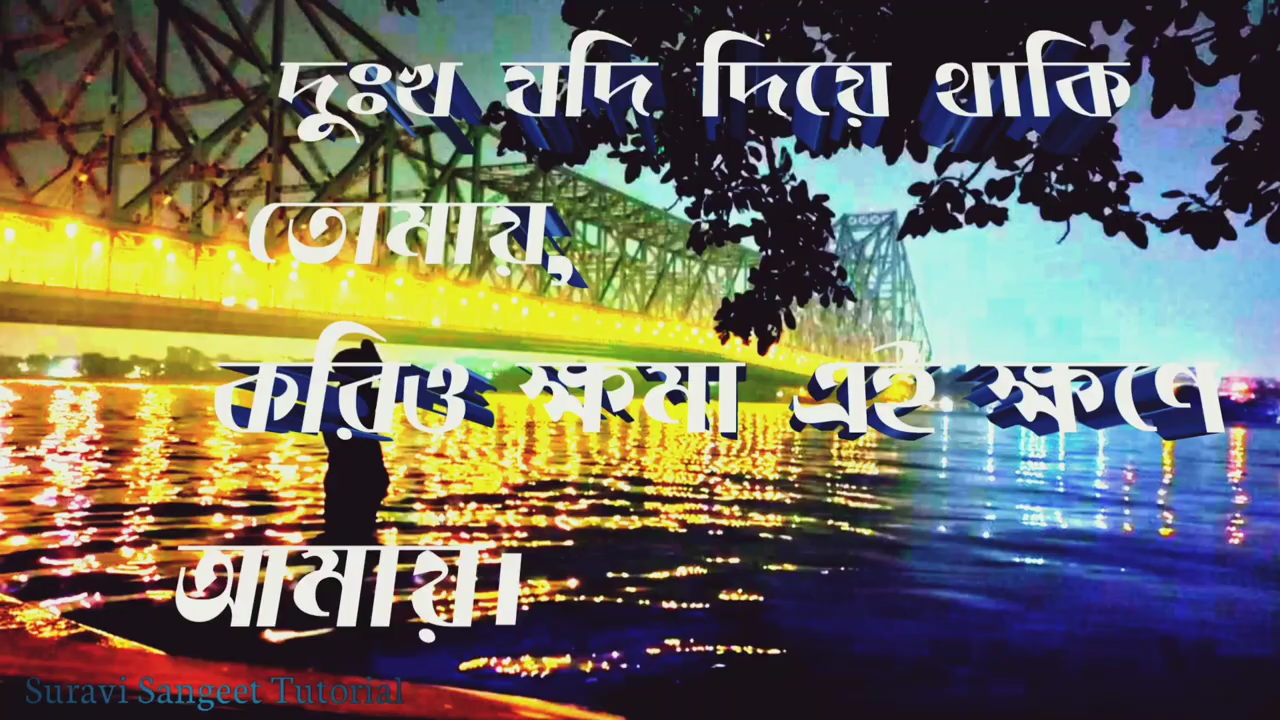 দুঃখ যদি দিয়ে থাকি
তোমায়,
করিও ক্ষমা এই ক্ষণে
আমায়।
Suravi Sangeet Tutorial